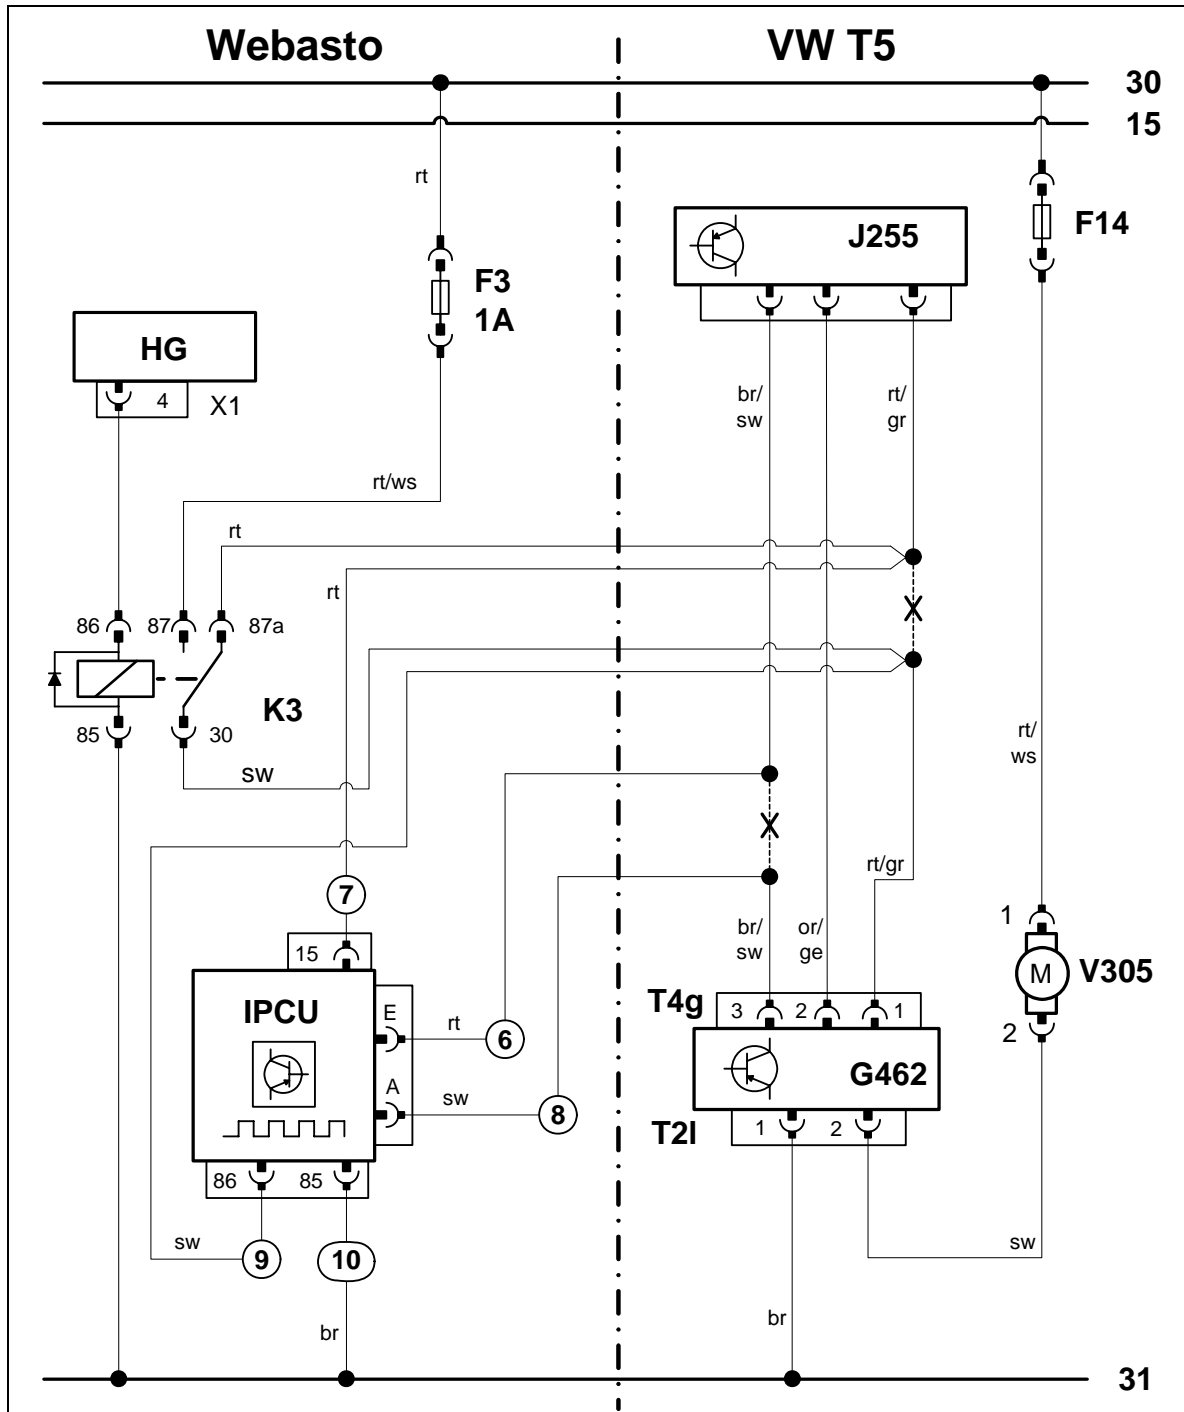 Webasto
VW T5
30
15
rt
J255
F14
F3
1A
HG
4
X1
br/
sw
rt/
gr
rt/ws
rt
rt
86
87
87a
K3
85
30
rt/
ws
sw
rt/gr
7
1
br/
sw
or/
ge
15
M
V305
T4g
3
2
1
IPCU
E
rt
6
2
G462
A
sw
8
T2l
1
2
86
85
sw
9
10
sw
br
br
31